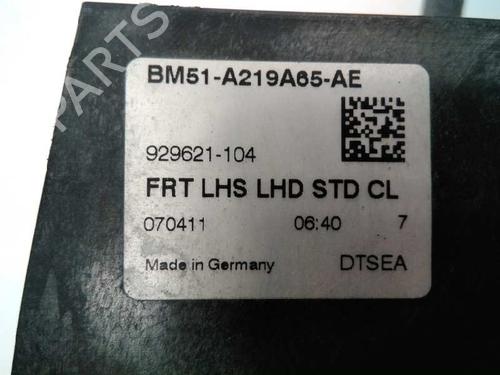 BM51-A219A65-AE
929621-104
FRT LHS LHD STD CL
070411 06:40 7
Made in Germany DTSEA
PARTS